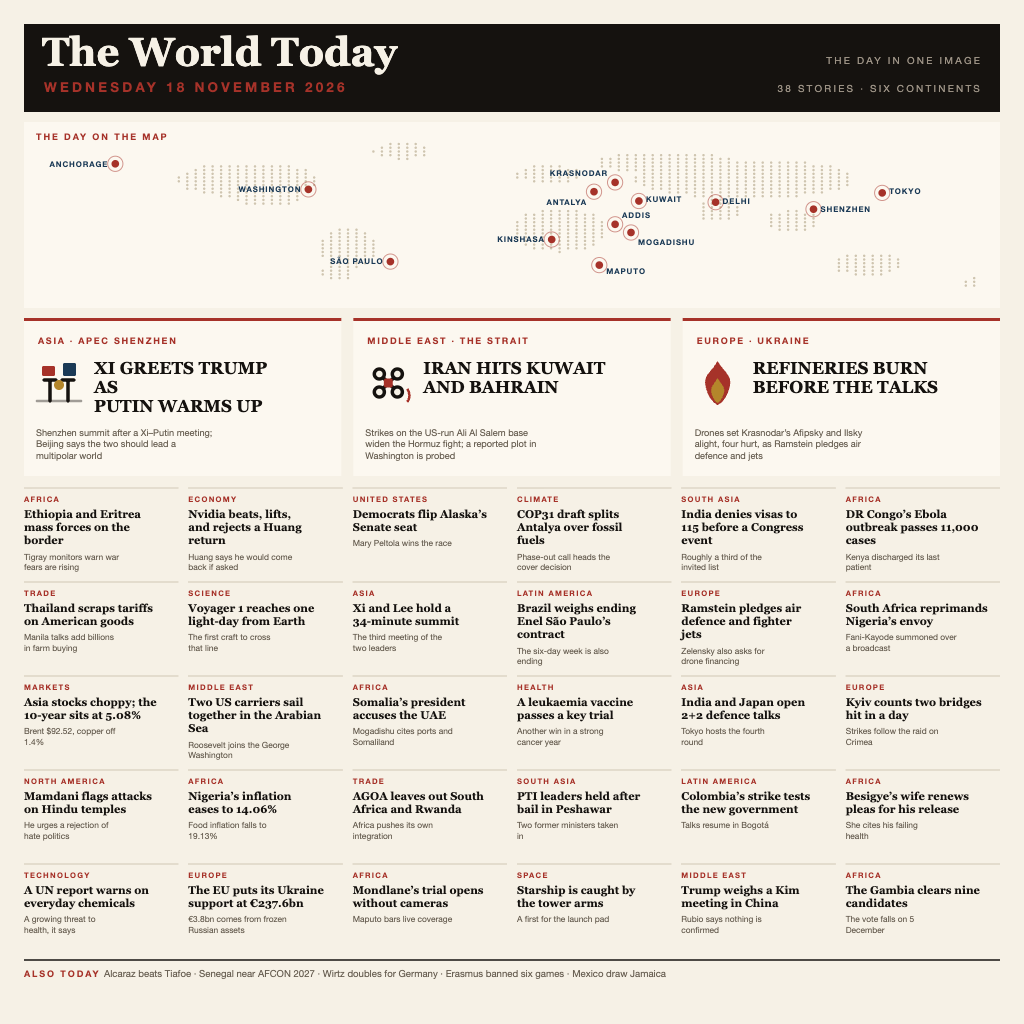 The World Today
WEDNESDAY 18 NOVEMBER 2026
THE DAY IN ONE IMAGE
38 STORIES · SIX CONTINENTS
THE DAY ON THE MAP
ANCHORAGE
WASHINGTON
SÃO PAULO
KRASNODAR
ANTALYA
KUWAIT
DELHI
TOKYO
SHENZHEN
ADDIS
KINSHASA
MOGADISHU
MAPUTO
ASIA · APEC SHENZHEN
XI GREETS TRUMP
AS
PUTIN WARMS UP
Shenzhen summit after a Xi–Putin meeting;
Beijing says the two should lead a
multipolar world
MIDDLE EAST · THE STRAIT
IRAN HITS KUWAIT
AND BAHRAIN
Strikes on the US-run Ali Al Salem base
widen the Hormuz fight; a reported plot in
Washington is probed
EUROPE · UKRAINE
REFINERIES BURN
BEFORE THE TALKS
Drones set Krasnodar's Afipsky and Ilsky
alight, four hurt, as Ramstein pledges air
defence and jets
AFRICA
Ethiopia and Eritrea
mass forces on the
border
Tigray monitors warn war
fears are rising
ECONOMY
Nvidia beats, lifts,
and rejects a Huang
return
Huang says he would come
back if asked
UNITED STATES
Democrats flip Alaska's
Senate seat
Mary Peltola wins the race
CLIMATE
COP31 draft splits
Antalya over fossil
fuels
Phase-out call heads the
cover decision
SOUTH ASIA
India denies visas to
115 before a Congress
event
Roughly a third of the
invited list
AFRICA
DR Congo's Ebola
outbreak passes 11,000
cases
Kenya discharged its last
patient
TRADE
Thailand scraps tariffs
on American goods
Manila talks add billions
in farm buying
SCIENCE
Voyager 1 reaches one
light-day from Earth
The first craft to cross
that line
ASIA
Xi and Lee hold a
34-minute summit
The third meeting of the
two leaders
LATIN AMERICA
Brazil weighs ending
Enel São Paulo's
contract
The six-day week is also
ending
EUROPE
Ramstein pledges air
defence and fighter
jets
Zelensky also asks for
drone financing
AFRICA
South Africa reprimands
Nigeria's envoy
Fani-Kayode summoned over
a broadcast
MARKETS
Asia stocks choppy; the
10-year sits at 5.08%
Brent $92.52, copper off
1.4%
MIDDLE EAST
Two US carriers sail
together in the Arabian
Sea
Roosevelt joins the George
Washington
AFRICA
Somalia's president
accuses the UAE
Mogadishu cites ports and
Somaliland
HEALTH
A leukaemia vaccine
passes a key trial
Another win in a strong
cancer year
ASIA
India and Japan open
2+2 defence talks
Tokyo hosts the fourth
round
EUROPE
Kyiv counts two bridges
hit in a day
Strikes follow the raid on
Crimea
NORTH AMERICA
Mamdani flags attacks
on Hindu temples
He urges a rejection of
hate politics
AFRICA
Nigeria's inflation
eases to 14.06%
Food inflation falls to
19.13%
TRADE
AGOA leaves out South
Africa and Rwanda
Africa pushes its own
integration
SOUTH ASIA
PTI leaders held after
bail in Peshawar
Two former ministers taken
in
LATIN AMERICA
Colombia's strike tests
the new government
Talks resume in Bogotá
AFRICA
Besigye's wife renews
pleas for his release
She cites his failing
health
TECHNOLOGY
A UN report warns on
everyday chemicals
A growing threat to
health, it says
EUROPE
The EU puts its Ukraine
support at €237.6bn
€3.8bn comes from frozen
Russian assets
AFRICA
Mondlane's trial opens
without cameras
Maputo bars live coverage
SPACE
Starship is caught by
the tower arms
A first for the launch pad
MIDDLE EAST
Trump weighs a Kim
meeting in China
Rubio says nothing is
confirmed
AFRICA
The Gambia clears nine
candidates
The vote falls on 5
December
ALSO TODAY Alcaraz beats Tiafoe · Senegal near AFCON 2027 · Wirtz doubles for Germany · Erasmus banned six games · Mexico draw Jamaica